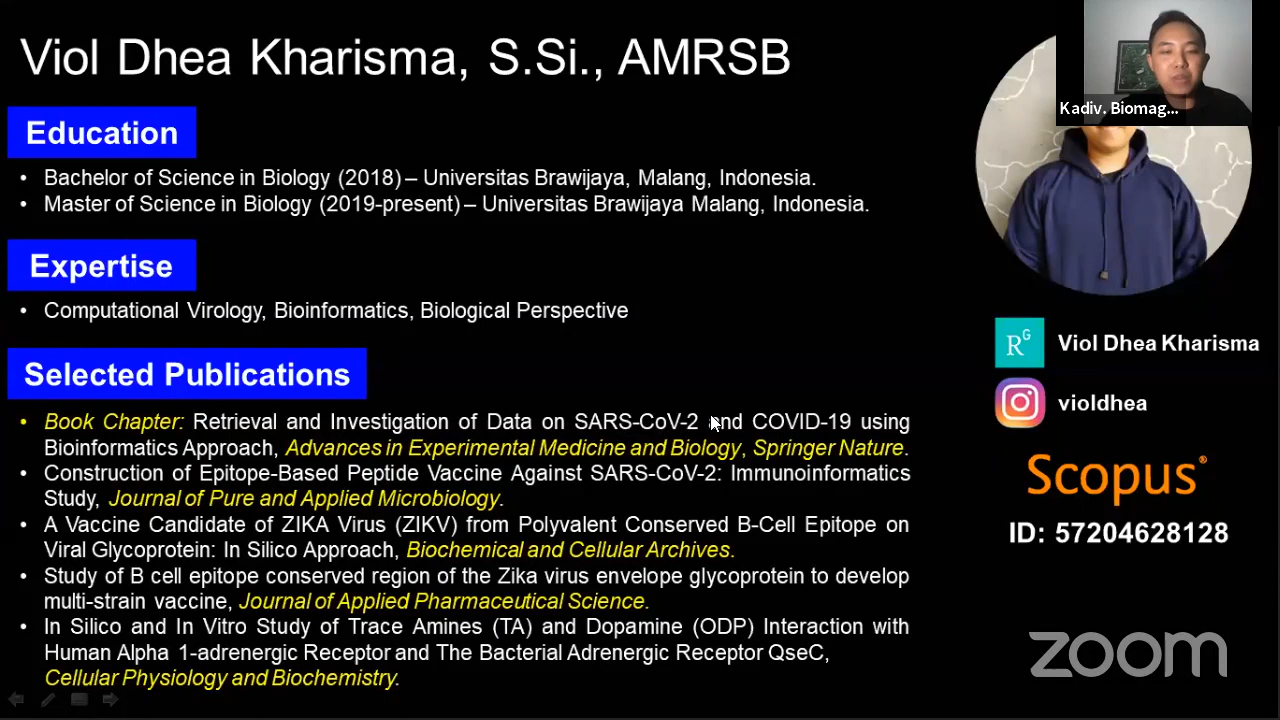 Viol Dhea Kharisma, S.Si., AMRSB
Kadiv. Biomag...
Education
• Bachelor of Science in Biology (2018) – Universitas Brawijaya, Malang, Indonesia.
• Master of Science in Biology (2019-present) – Universitas Brawijaya Malang, Indonesia.
Expertise
• Computational Virology, Bioinformatics, Biological Perspective
Selected Publications
• Book Chapter: Retrieval and Investigation of Data on SARS-CoV-2 and COVID-19 using
Bioinformatics Approach, Advances in Experimental Medicine and Biology, Springer Nature.
• Construction of Epitope-Based Peptide Vaccine Against SARS-CoV-2: Immunoinformatics
Study, Journal of Pure and Applied Microbiology.
• A Vaccine Candidate of ZIKA Virus (ZIKV) from Polyvalent Conserved B-Cell Epitope on
Viral Glycoprotein: In Silico Approach, Biochemical and Cellular Archives.
• Study of B cell epitope conserved region of the Zika virus envelope glycoprotein to develop
multi-strain vaccine, Journal of Applied Pharmaceutical Science.
• In Silico and In Vitro Study of Trace Amines (TA) and Dopamine (ODP) Interaction with
Human Alpha 1-adrenergic Receptor and The Bacterial Adrenergic Receptor QseC,
Cellular Physiology and Biochemistry.
RG Viol Dhea Kharisma
violdhea
Scopus®
ID: 57204628128
zoom